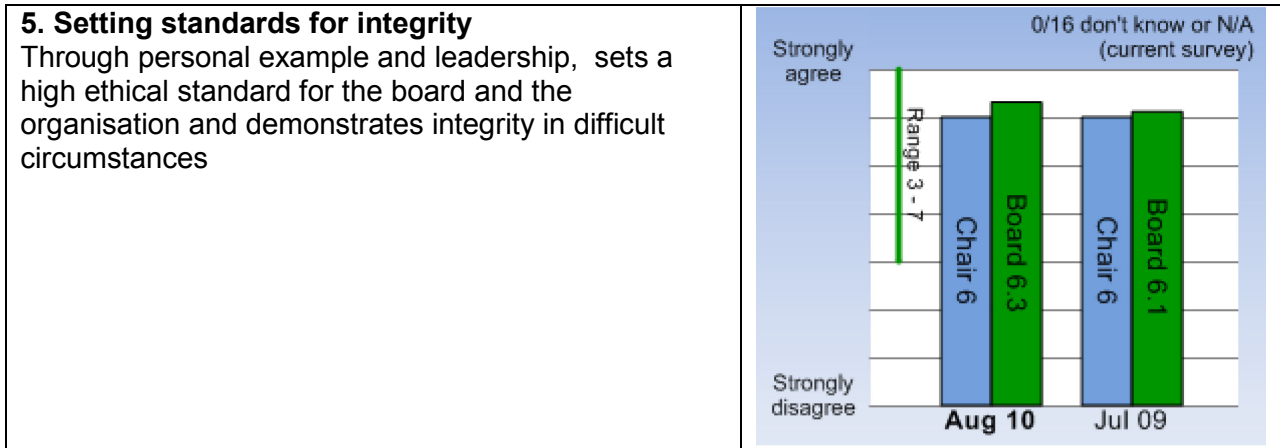 5. Setting standards for integrity
Through personal example and leadership, sets a
high ethical standard for the board and the
organisation and demonstrates integrity in difficult
circumstances
0/16 don't know or N/A
(current survey)
Strongly
agree
Range 3 - 7
Chair 6
Board 6.3
Chair 6
Board 6.1
Strongly
disagree
Aug 10
Jul 09